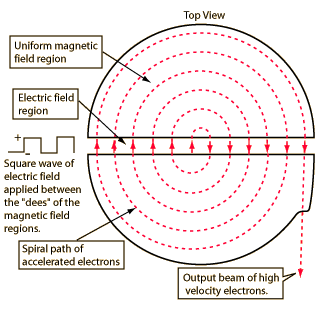 Top View
Uniform magnetic
field region
Electric field
region
+
Square wave of
electric field
applied between
the "dees" of the
magnetic field
regions.
Spiral path of
accelerated electrons
Output beam of high
velocity electrons.